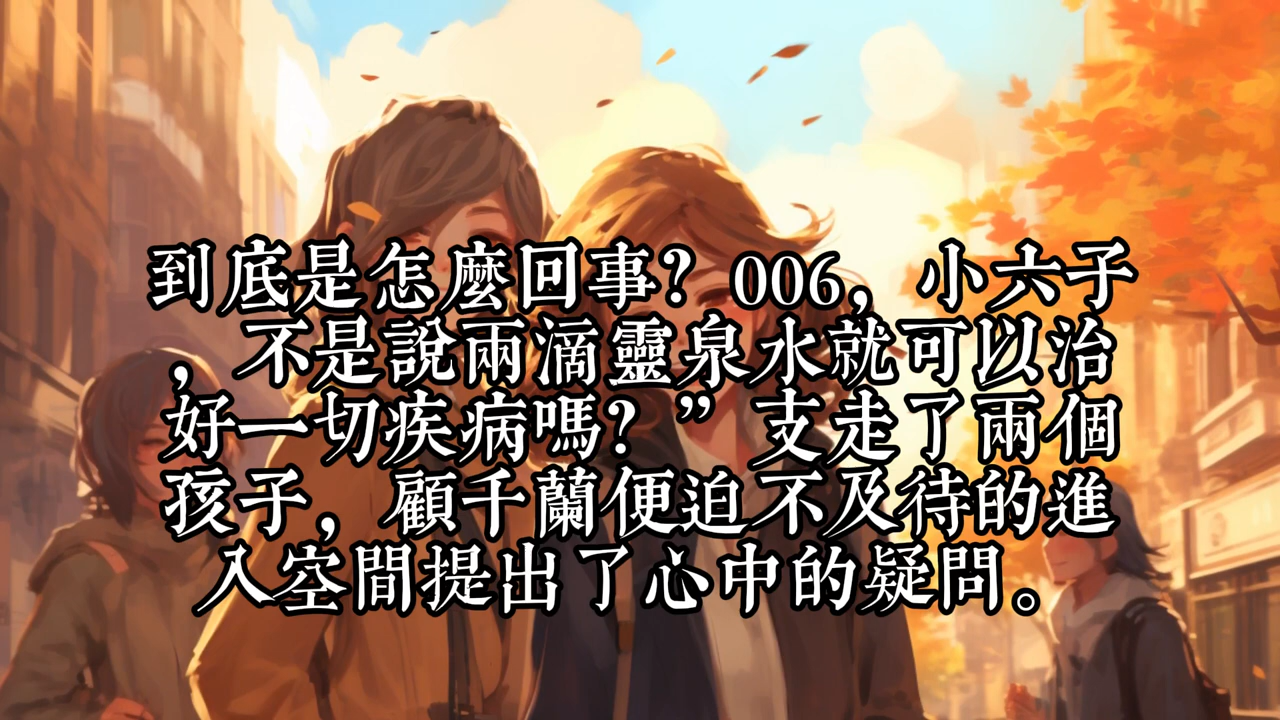 到底是怎麼回事？006，小六子
，不是說兩滴靈泉水就可以治
好一切疾病嗎？”支走了兩個
孩子，顧千蘭便迫不及待的進
入空間提出了心中的疑問。